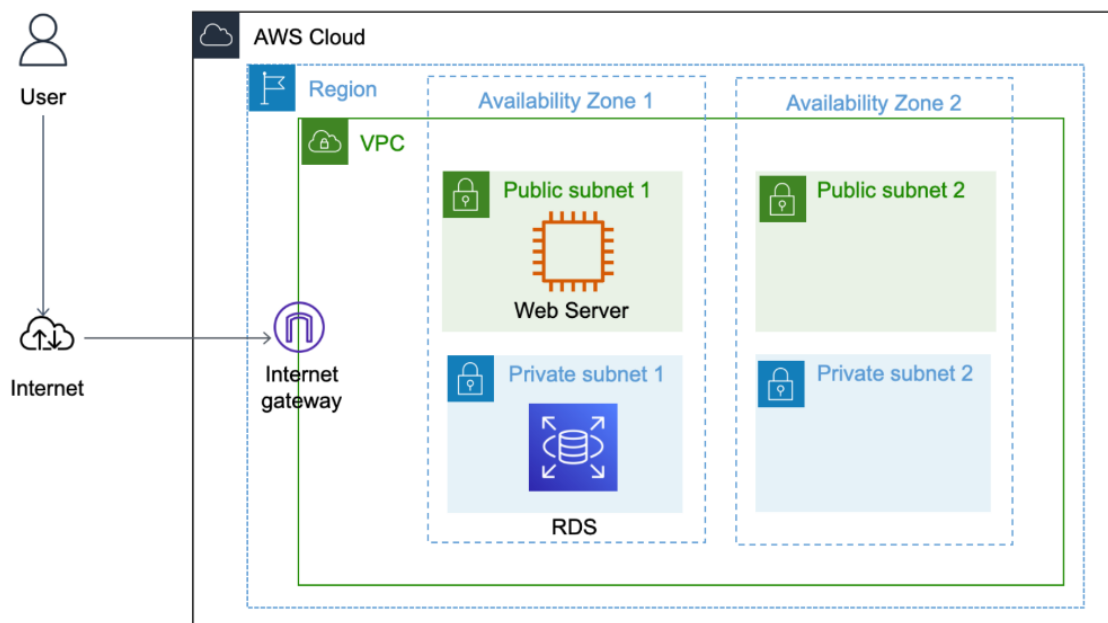 AWS Cloud
User
Region
Availability Zone 1
Availability Zone 2
VPC
Public subnet 1
Public subnet 2
Web Server
Internet
Internet
gateway
Private subnet 1
Private subnet 2
RDS